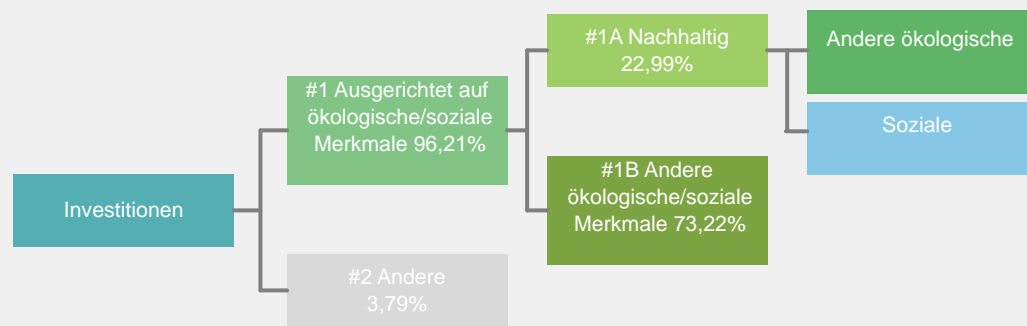 Investitionen
#1 Ausgerichtet auf
ökologische/soziale
Merkmale 96,21%
#2 Andere
3,79%
#1A Nachhaltig
22,99%
#1B Andere
ökologische/soziale
Merkmale 73,22%
Andere ökologische
Soziale